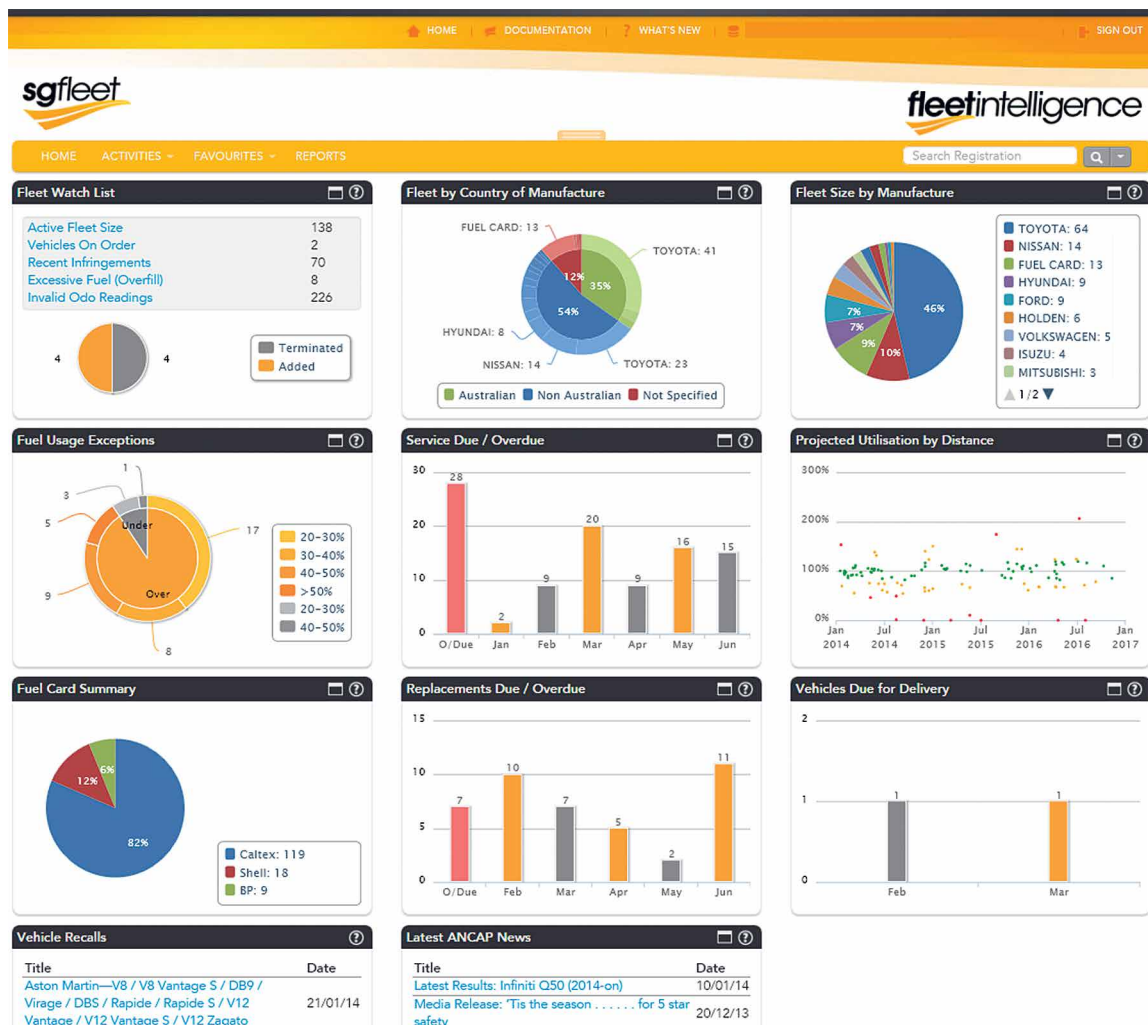 HOME
DOCUMENTATION
? WHAT'S NEW
SIGN OUT
sgfleet
fleetintelligence
HOME ACTIVITIES FAVOURITES REPORTS
Search Registration
Fleet Watch List ?
Active Fleet Size 138
Vehicles On Order 2
Recent Infringements 70
Excessive Fuel (Overfill) 8
Invalid Odo Readings 226
4
4
Terminated
Added
Fleet by Country of Manufacture ?
FUEL CARD: 13
TOYOTA: 41
12%
35%
54%
HYUNDAI: 8
NISSAN: 14
TOYOTA: 23
Australian Non Australian Not Specified
Fleet Size by Manufacture ?
46%
10%
9%
7%
7%
TOYOTA: 64
NISSAN: 14
FUEL CARD: 13
HYUNDAI: 9
FORD: 9
HOLDEN: 6
VOLKSWAGEN: 5
ISUZU: 4
MITSUBISHI: 3
1/2
Fuel Usage Exceptions ?
1
3
5
Under
17
9
Over
8
20-30%
30-40%
40-50%
>50%
20-30%
40-50%
Service Due / Overdue ?
30
20
10
0
28
2
9
20
9
16
15
O/Due Jan Feb Mar Apr May Jun
Projected Utilisation by Distance ?
300%
200%
100%
0%
Jan Jul Jan Jul Jan Jul Jan
2014 2014 2015 2015 2016 2016 2017
Fuel Card Summary ?
12%
6%
82%
Caltex: 119
Shell: 18
BP: 9
Replacements Due / Overdue ?
15
10
5
0
7
10
7
5
2
11
O/Due Feb Mar Apr May Jun
Vehicles Due for Delivery ?
2
1
0
1
1
Feb Mar
Vehicle Recalls ?
Title Date
Aston Martin—V8 / V8 Vantage S / DB9 /
Virage / DBS / Rapide / Rapide S / V12 21/01/14
Vantage / V12 Vantage S / V12 Zagato
Latest ANCAP News ?
Title Date
Latest Results: Infiniti Q50 (2014-on) 10/01/14
Media Release: 'Tis the season . . . . . . for 5 star 20/12/13
safety